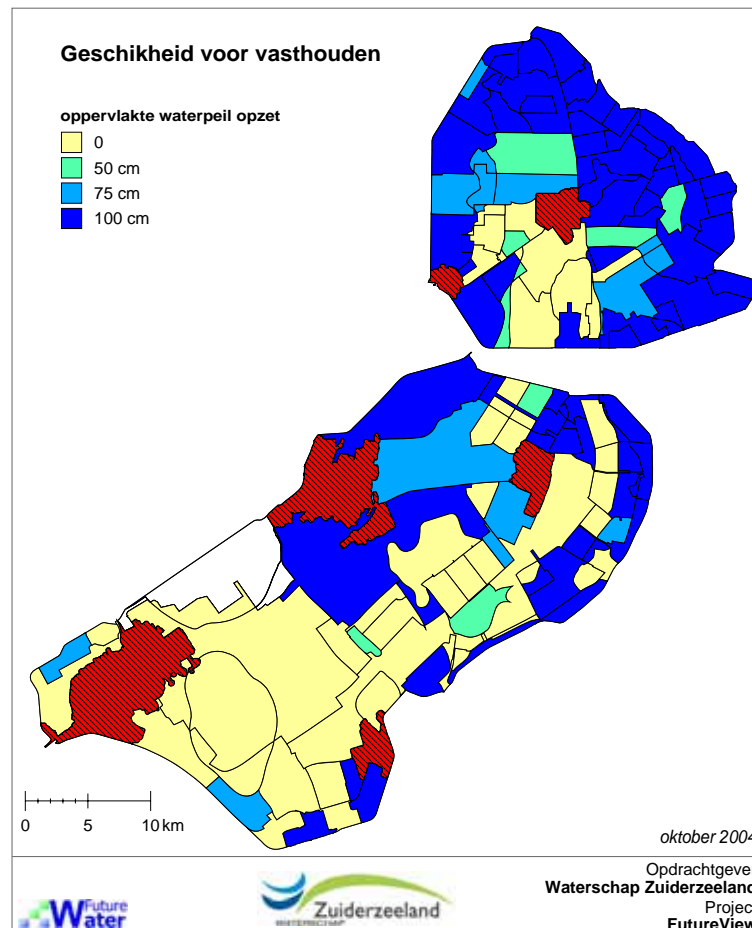 Geschikheid voor vasthouden
oppervlakte waterpeil opzet
0
50 cm
75 cm
100 cm
0 5 10 km
oktober 2004
Opdrachtgever
Waterschap Zuiderzeeland
Project
FutureView
Future
Water
Zuiderzeeland
WATERSCHAP